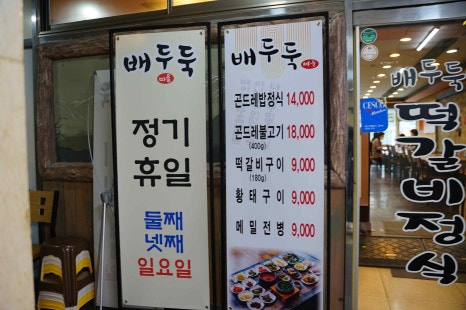 배두둑
마을
정기
휴일
둘째
넷째
일요일
배두둑
마을
곤드레밥정식 14,000
곤드레불고기 18,000
(400g)
떡갈비구이 9,000
(180g)
황태구이 9,000
메밀전병 9,000
CESCO
Members
배두둑
떡갈비정식